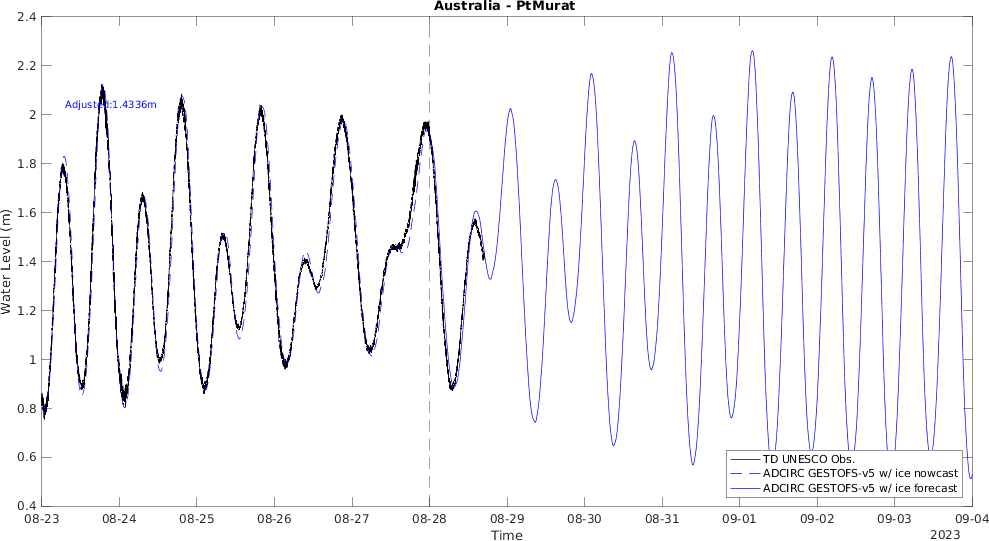 Australia - PtMurat
2.4
2.2
2
1.8
1.6
1.4
1.2
1
0.8
0.6
0.4
Water Level (m)
Adjusted:1.4336m
TD UNESCO Obs.
ADCIRC GESTOFS-v5 w/ ice nowcast
ADCIRC GESTOFS-v5 w/ ice forecast
08-23 08-24 08-25 08-26 08-27 08-28 08-29 08-30 08-31 09-01 09-02 09-03 09-04
Time
2023